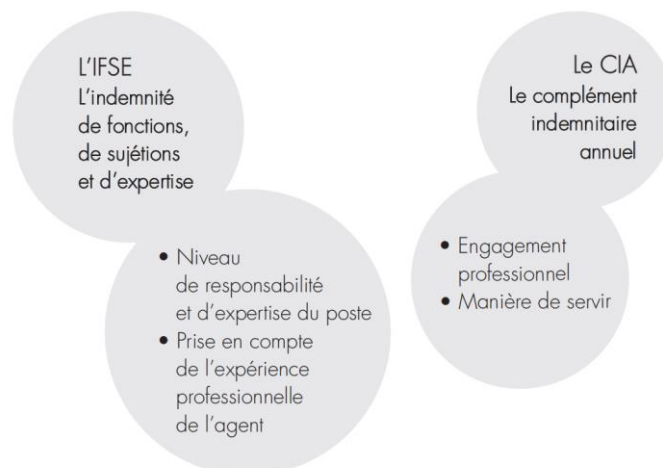 L'IFSE
L'indemnité
de fonctions,
de sujétions
et d'expertise
• Niveau
de responsabilité
et d'expertise du poste
• Prise en compte
de l'expérience
professionnelle
de l'agent
Le CIA
Le complément
indemnitaire
annuel
• Engagement
professionnel
• Manière de servir